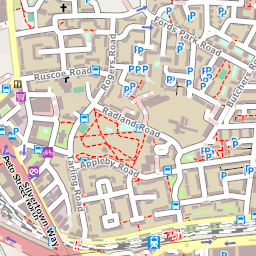 Fords Park Road
Rogers Road
Ruscoe Road
Butchers Road
Radland Road
Appleby Road
Tarling Road
Silvertown Way
Peto Street North
P